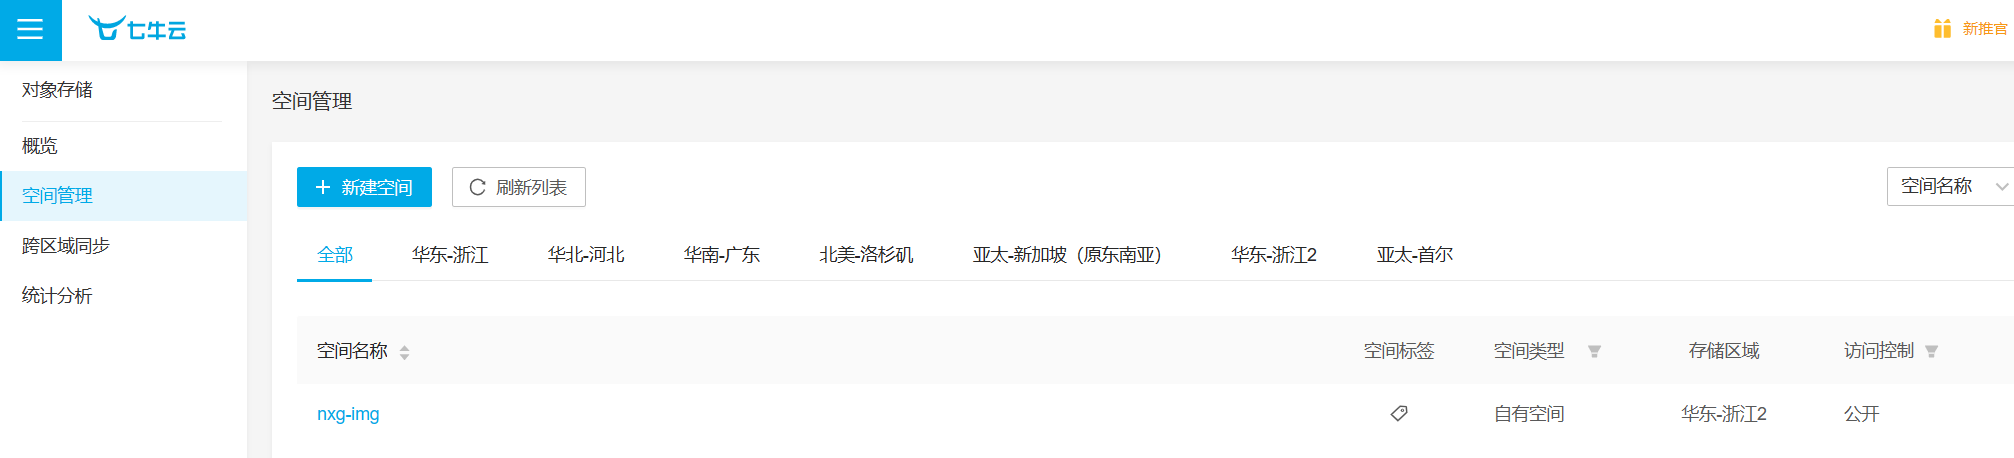 七牛云
新推官
对象存储
概览
空间管理
跨区域同步
统计分析
空间管理
新建空间 刷新列表 空间名称
全部 华东-浙江 华北-河北 华南-广东 北美-洛杉矶 亚太-新加坡（原东南亚） 华东-浙江2 亚太-首尔
空间名称 空间标签 空间类型 存储区域 访问控制
nxg-img 自有空间 华东-浙江2 公开